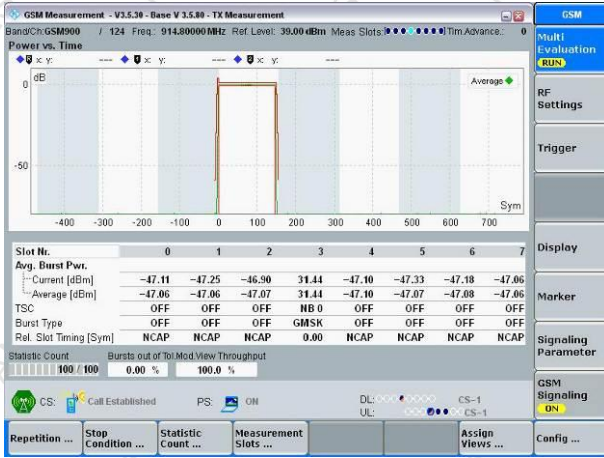 GSM Measurement - V3.5.30 - Base V 3.5.80 - TX Measurement
GSM
Band/Ch: GSM900 / 124 Freq.: 914.80000 MHz Ref. Level: 39.00 dBm Meas Slots: Tim.Advance.: 0
Multi Evaluation
RUN
Power vs. Time
x: y: --- x: y: --- x: y: ---
dB
Average
0
-50
Sym
-400 -300 -200 -100 0 100 200 300 400 500 600 700
RF Settings
Trigger
Display
Marker
Signaling Parameter
GSM Signaling
ON
Slot Nr. 0 1 2 3 4 5 6 7
Avg. Burst Pwr.
Current [dBm] -47.11 -47.25 -46.90 31.44 -47.10 -47.33 -47.18 -47.06
Average [dBm] -47.06 -47.06 -47.07 31.44 -47.10 -47.07 -47.08 -47.06
TSC OFF OFF OFF NB 0 OFF OFF OFF OFF
Burst Type OFF OFF OFF GMSK OFF OFF OFF OFF
Rel. Slot Timing [Sym] NCAP NCAP NCAP 0.00 NCAP NCAP NCAP NCAP
Statistic Count Bursts out of Tol. Mod.View Throughput
100 / 100 0.00 % 100.0 %
CS: Call Established PS: ON DL: CS-1
UL: CS-1
Repetition ... Stop Condition ... Statistic Count ... Measurement Slots ... Assign Views ... Config ...